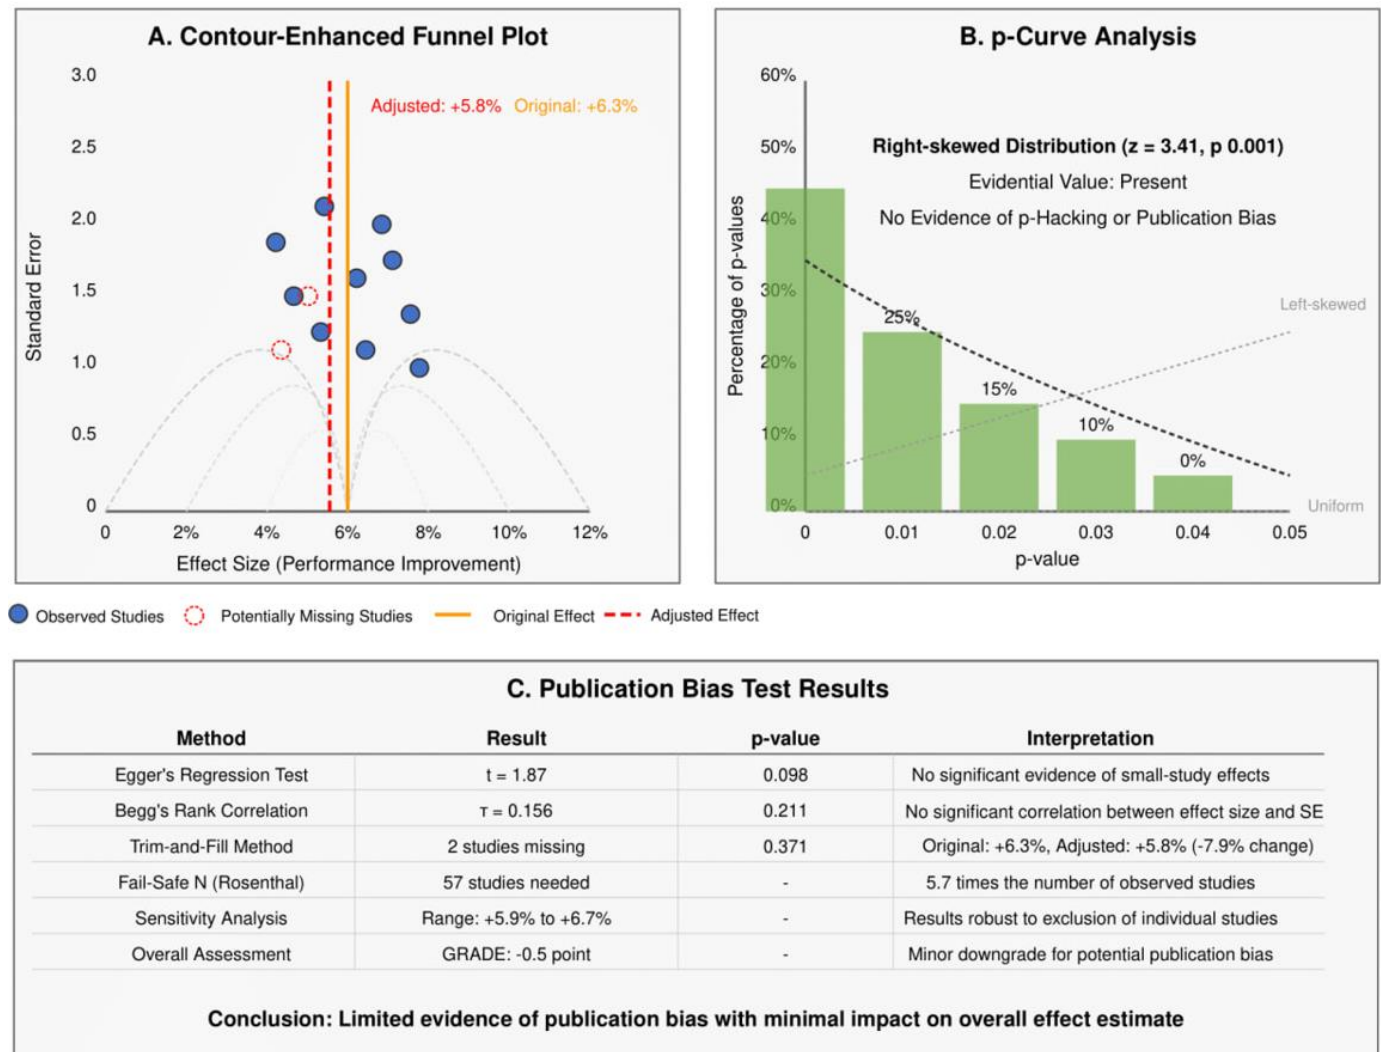 A. Contour-Enhanced Funnel Plot
3.0
2.5
2.0
1.5
1.0
0.5
0
Standard Error
Adjusted: +5.8% Original: +6.3%
0 2% 4% 6% 8% 10% 12%
Effect Size (Performance Improvement)
B. p-Curve Analysis
60%
50%
40%
30%
20%
10%
0%
Percentage of p-values
Right-skewed Distribution (z = 3.41, p 0.001)
Evidential Value: Present
No Evidence of p-Hacking or Publication Bias
Left-skewed
25%
15%
10%
0%
Uniform
0 0.01 0.02 0.03 0.04 0.05
p-value
Observed Studies Potentially Missing Studies Original Effect Adjusted Effect
C. Publication Bias Test Results
Method Result p-value Interpretation
Egger's Regression Test t = 1.87 0.098 No significant evidence of small-study effects
Begg's Rank Correlation τ = 0.156 0.211 No significant correlation between effect size and SE
Trim-and-Fill Method 2 studies missing 0.371 Original: +6.3%, Adjusted: +5.8% (-7.9% change)
Fail-Safe N (Rosenthal) 57 studies needed - 5.7 times the number of observed studies
Sensitivity Analysis Range: +5.9% to +6.7% - Results robust to exclusion of individual studies
Overall Assessment GRADE: -0.5 point - Minor downgrade for potential publication bias
Conclusion: Limited evidence of publication bias with minimal impact on overall effect estimate